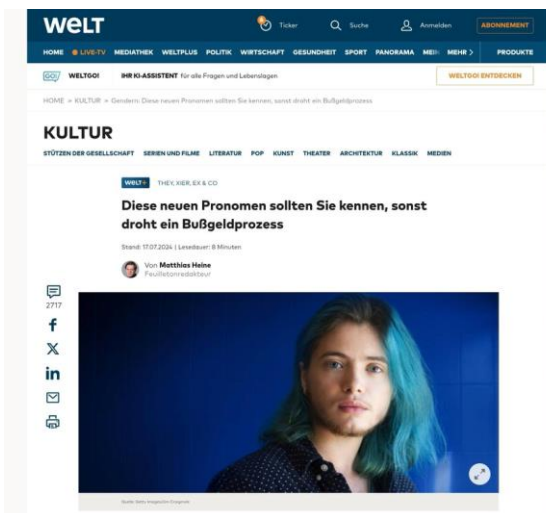 WELT
Ticker Suche Anmelden ABONNEMENT
HOME LIVE-TV MEDIATHEK WELTPLUS POLITIK WIRTSCHAFT GESUNDHEIT SPORT PANORAMA MEIN MEHR > PRODUKTE
GO! WELTGO! IHR KI-ASSISTENT für alle Fragen und Lebenslagen WELTGO! ENTDECKEN
HOME » KULTUR » Gendern: Diese neuen Pronomen sollten Sie kennen, sonst droht ein Bußgeldprozess
KULTUR
STÜTZEN DER GESELLSCHAFT SERIEN UND FILME LITERATUR POP KUNST THEATER ARCHITEKTUR KLASSIK MEDIEN
WELT+ THEY, XIER, EX & CO
Diese neuen Pronomen sollten Sie kennen, sonst
droht ein Bußgeldprozess
Stand: 17.07.2024 | Lesedauer: 8 Minuten
Von Matthias Heine
Feuilletonredakteur
2717